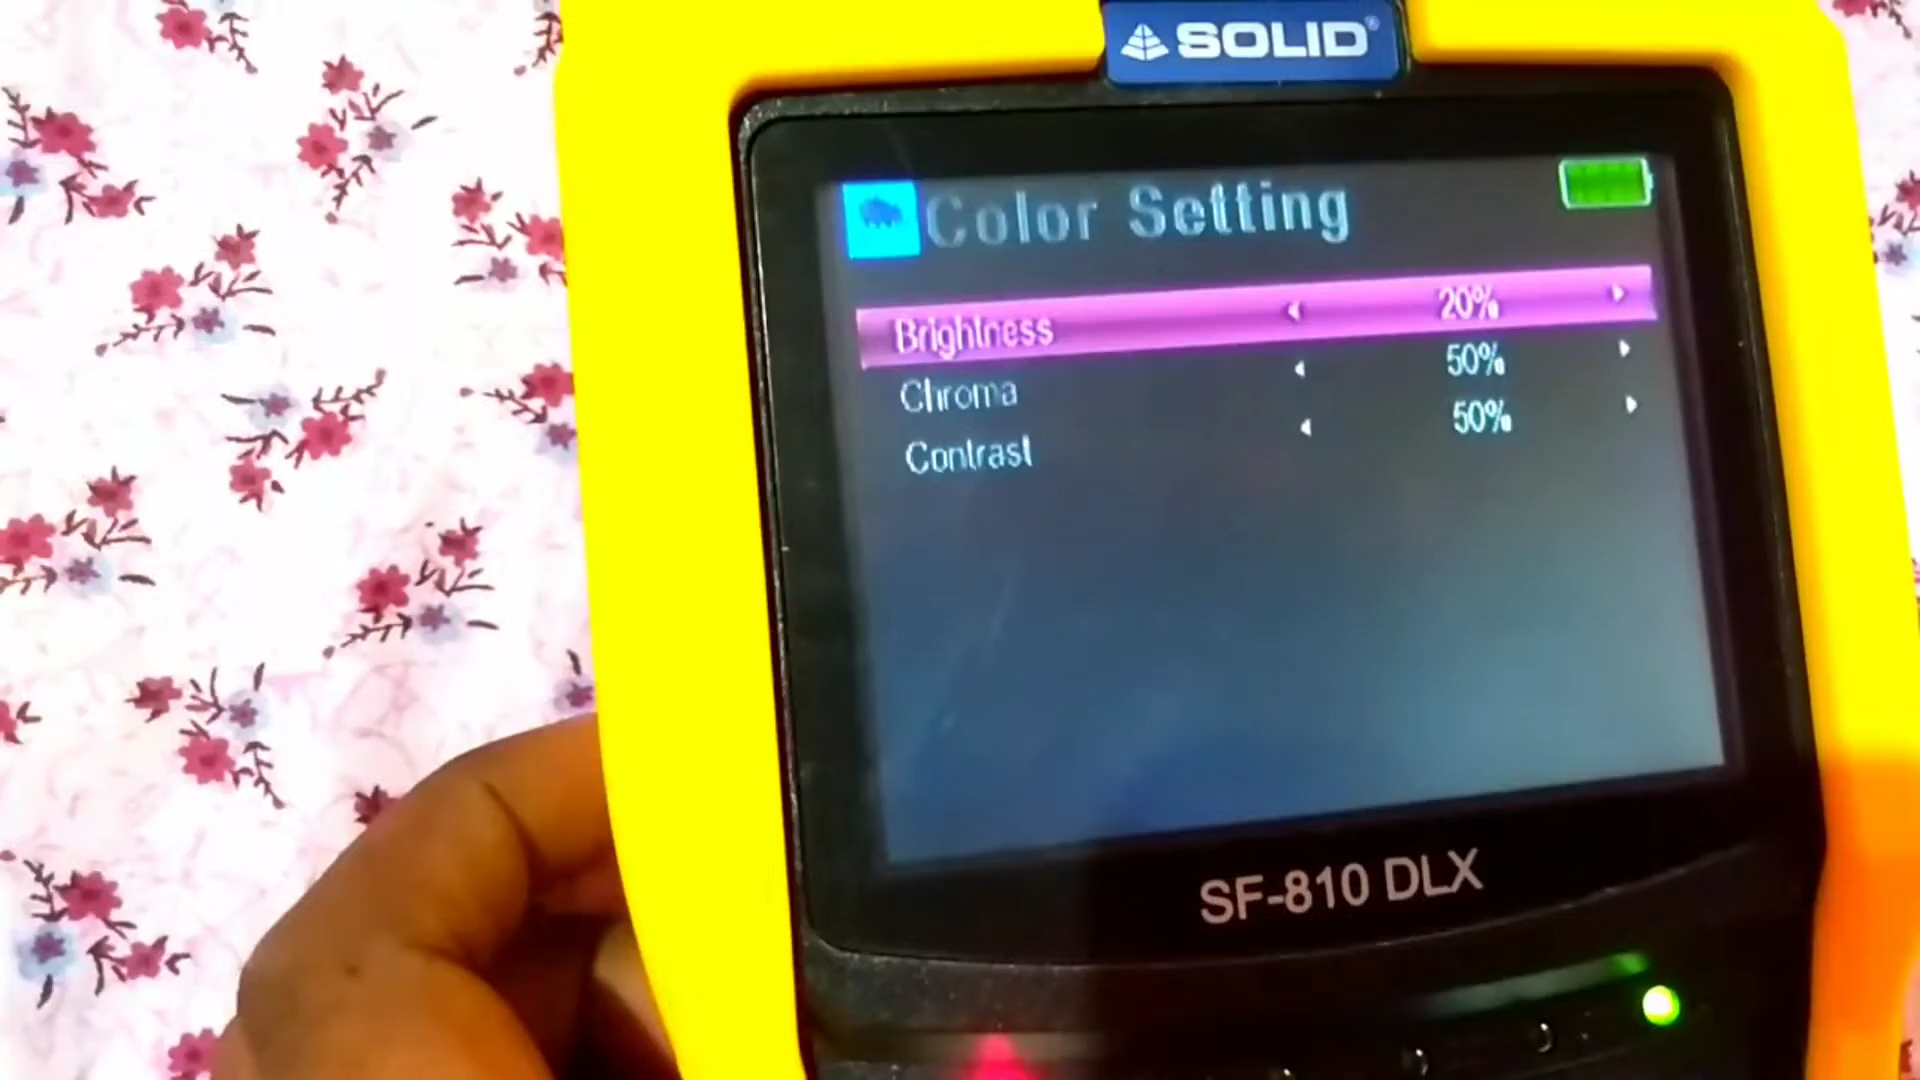 SOLID®
Color Setting
Brightness 20%
Chroma 50%
Contrast 50%
SF-810 DLX